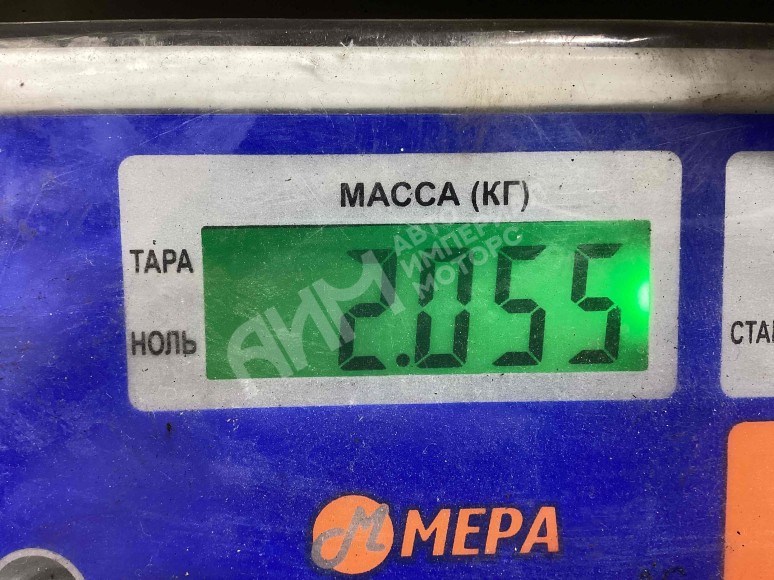 МАССА (КГ)
ТАРА
2.055
НОЛЬ
АИМ
АВТО
ИМПЕРИЯ
МОТОРС
СТА
М МЕРА